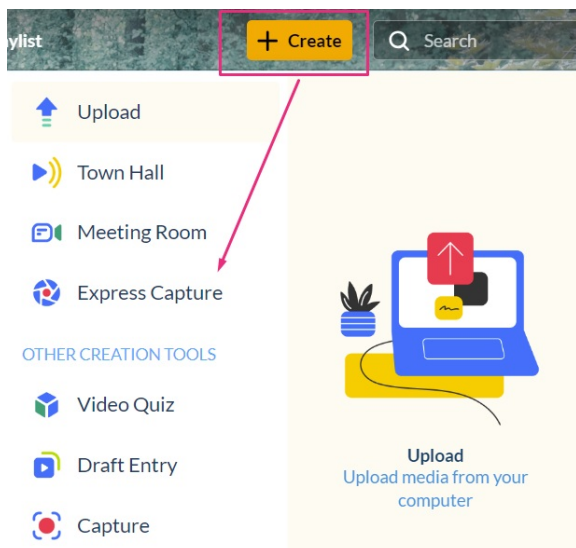 ylist
+ Create
Search
Upload
Town Hall
Meeting Room
Express Capture
OTHER CREATION TOOLS
Video Quiz
Draft Entry
Capture
Upload
Upload media from your
computer